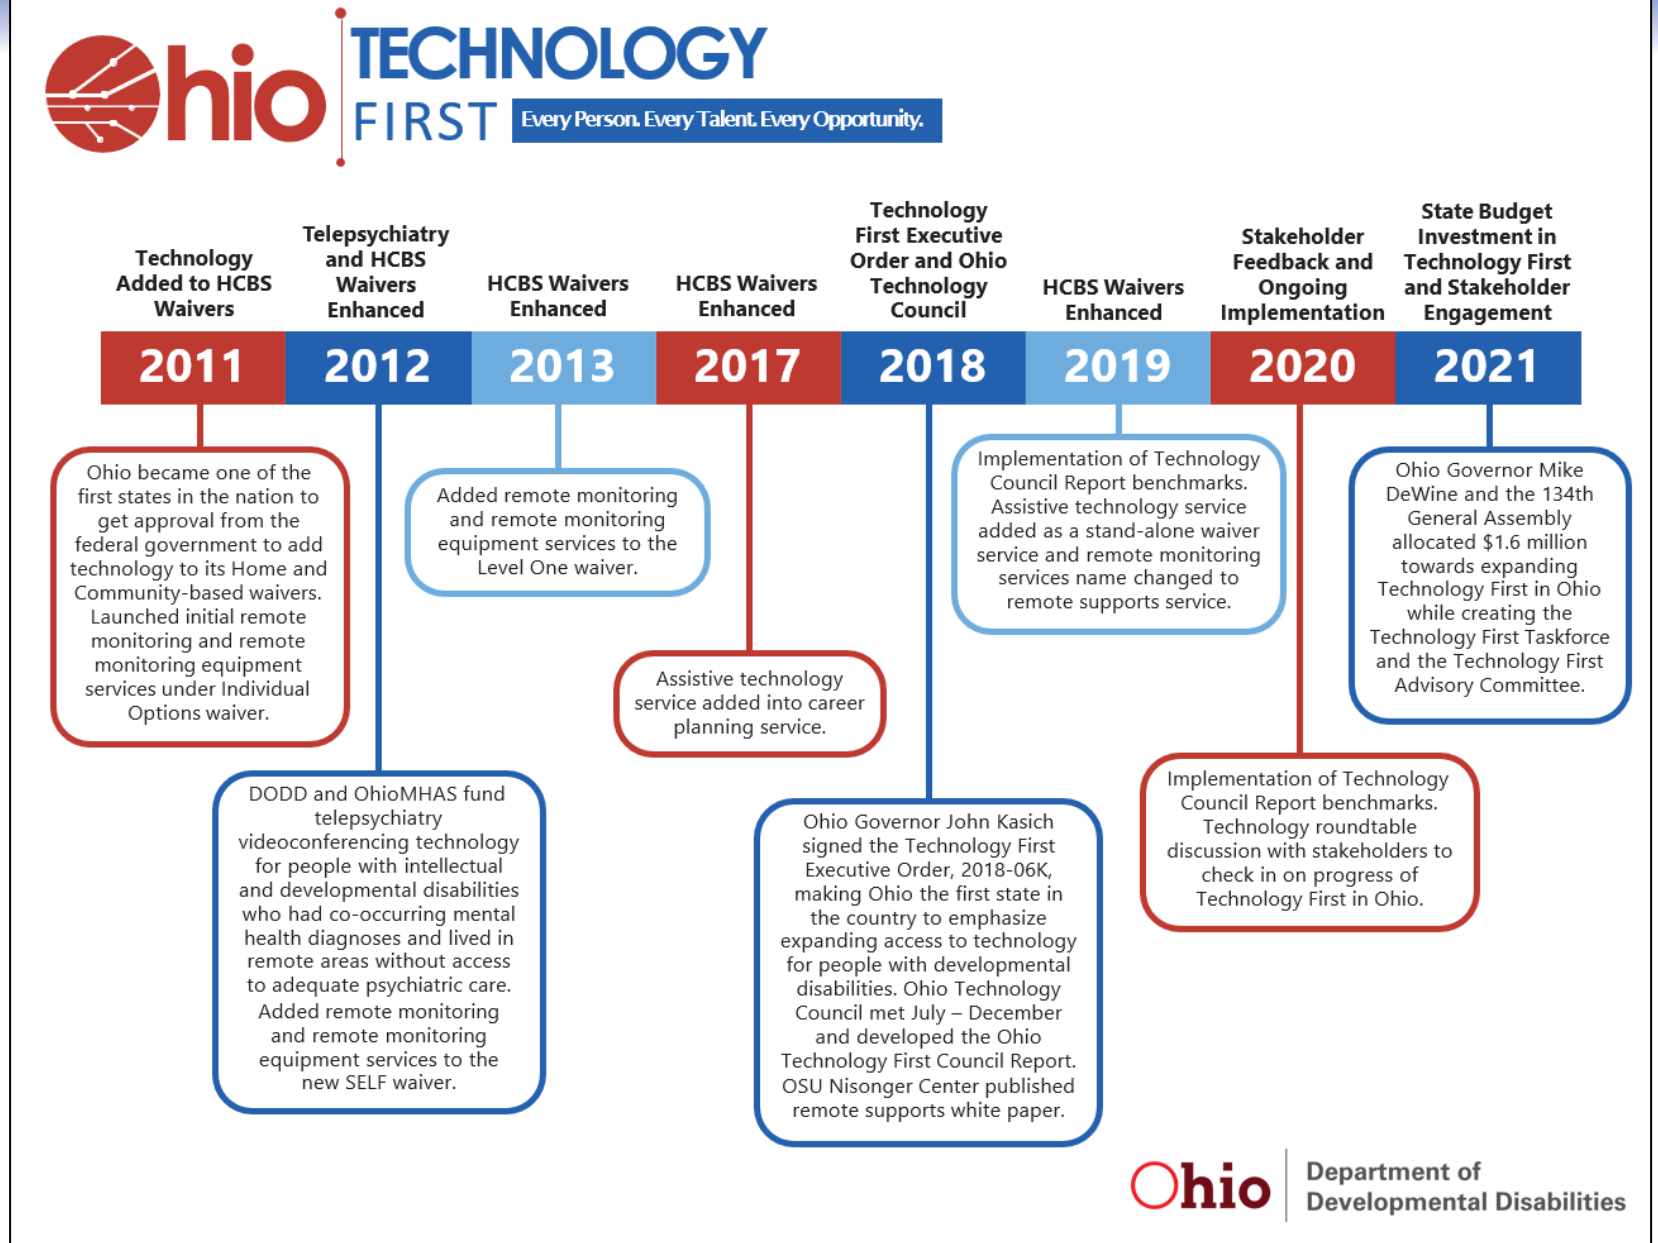 Ohio
TECHNOLOGY
FIRST
Every Person. Every Talent. Every Opportunity.
Technology
Added to HCBS
Waivers
Telepsychiatry
and HCBS
Waivers
Enhanced
HCBS Waivers
Enhanced
HCBS Waivers
Enhanced
Technology
First Executive
Order and Ohio
Technology
Council
HCBS Waivers
Enhanced
Stakeholder
Feedback and
Ongoing
Implementation
State Budget
Investment in
Technology First
and Stakeholder
Engagement
2011
2012
2013
2017
2018
2019
2020
2021
Ohio became one of the
first states in the nation to
get approval from the
federal government to add
technology to its Home and
Community-based waivers.
Launched initial remote
monitoring and remote
monitoring equipment
services under Individual
Options waiver.
DODD and OhioMHAS fund
telepsychiatry
videoconferencing technology
for people with intellectual
and developmental disabilities
who had co-occurring mental
health diagnoses and lived in
remote areas without access
to adequate psychiatric care.
Added remote monitoring
and remote monitoring
equipment services to the
new SELF waiver.
Added remote monitoring
and remote monitoring
equipment services to the
Level One waiver.
Assistive technology
service added into career
planning service.
Ohio Governor John Kasich
signed the Technology First
Executive Order, 2018-06K,
making Ohio the first state in
the country to emphasize
expanding access to technology
for people with developmental
disabilities. Ohio Technology
Council met July – December
and developed the Ohio
Technology First Council Report.
OSU Nisonger Center published
remote supports white paper.
Implementation of Technology
Council Report benchmarks.
Assistive technology service
added as a stand-alone waiver
service and remote monitoring
services name changed to
remote supports service.
Implementation of Technology
Council Report benchmarks.
Technology roundtable
discussion with stakeholders to
check in on progress of
Technology First in Ohio.
Ohio Governor Mike
DeWine and the 134th
General Assembly
allocated $1.6 million
towards expanding
Technology First in Ohio
while creating the
Technology First Taskforce
and the Technology First
Advisory Committee.
Ohio
Department of
Developmental Disabilities